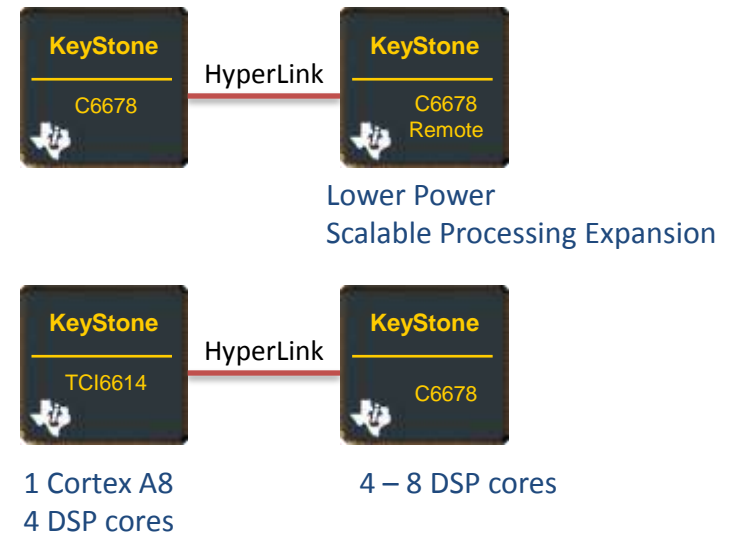 KeyStone
C6678
HyperLink
KeyStone
C6678
Remote
Lower Power
Scalable Processing Expansion
KeyStone
TCI6614
HyperLink
KeyStone
C6678
1 Cortex A8
4 DSP cores
4 – 8 DSP cores